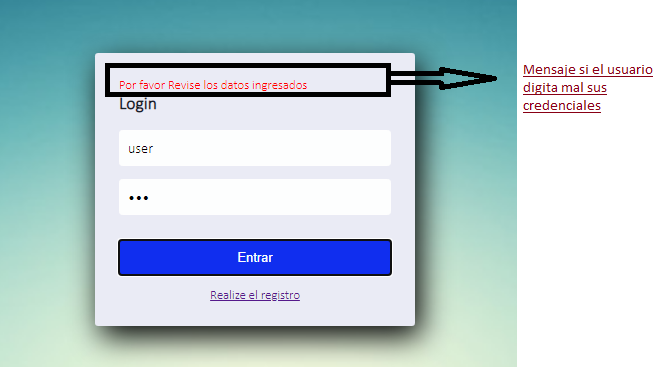 Por favor Revise los datos ingresados
Login
user
•••
Entrar
Realize el registro
Mensaje si el usuario
digita mal sus
credenciales